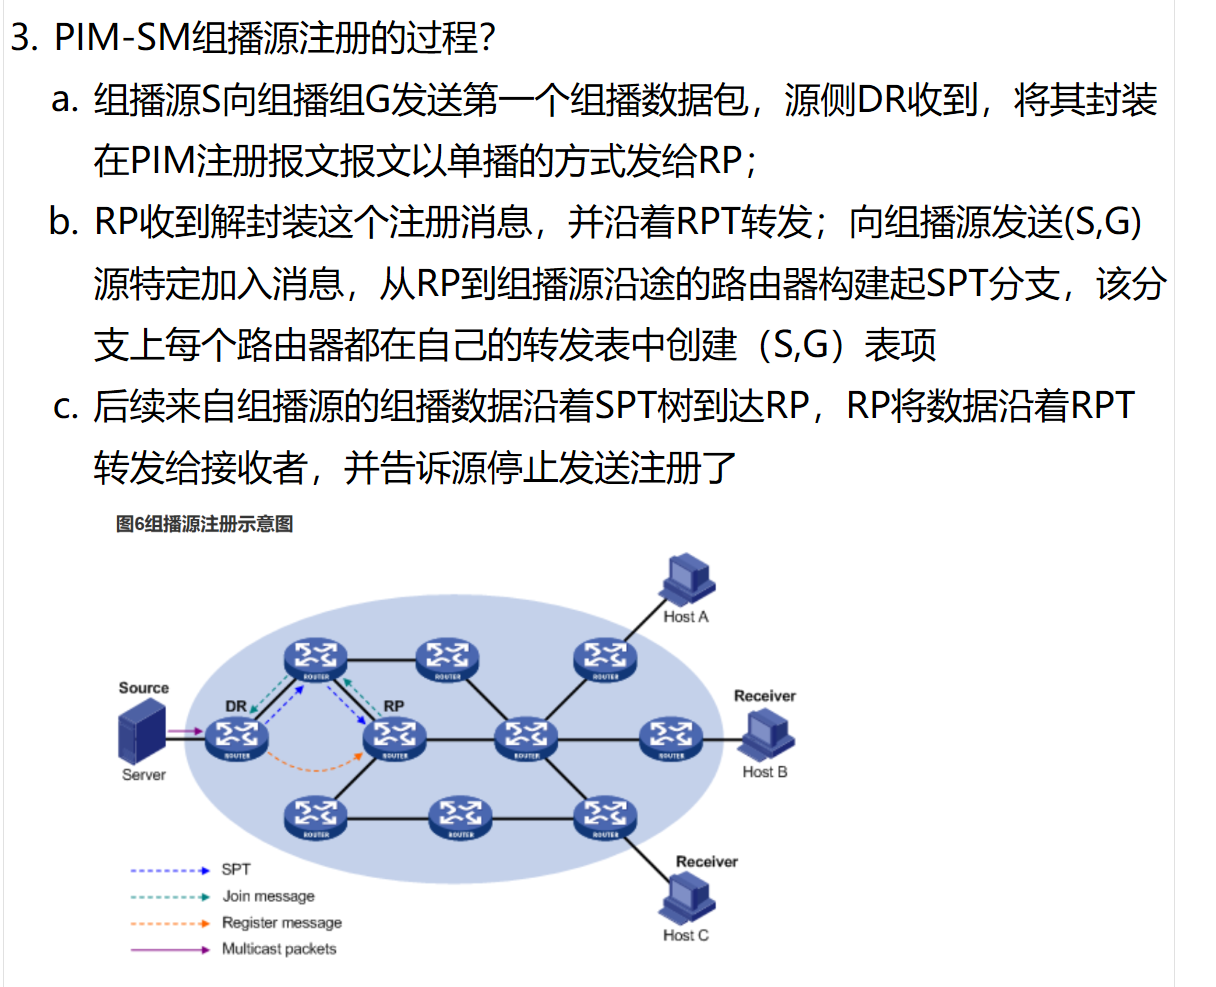 3. PIM-SM组播源注册的过程？
a. 组播源S向组播组G发送第一个组播数据包，源侧DR收到，将其封装
在PIM注册报文报文以单播的方式发给RP；
b. RP收到解封装这个注册消息，并沿着RPT转发；向组播源发送(S,G)
源特定加入消息，从RP到组播源沿途的路由器构建起SPT分支，该分
支上每个路由器都在自己的转发表中创建（S,G）表项
c. 后续来自组播源的组播数据沿着SPT树到达RP，RP将数据沿着RPT
转发给接收者，并告诉源停止发送注册了
图6组播源注册示意图
Host A
ROUTER
ROUTER
ROUTER
Source
DR
RP
Receiver
ROUTER
ROUTER
ROUTER
ROUTER
Server
Host B
ROUTER
ROUTER
ROUTER
Receiver
SPT
Join message
Register message
Host C
Multicast packets